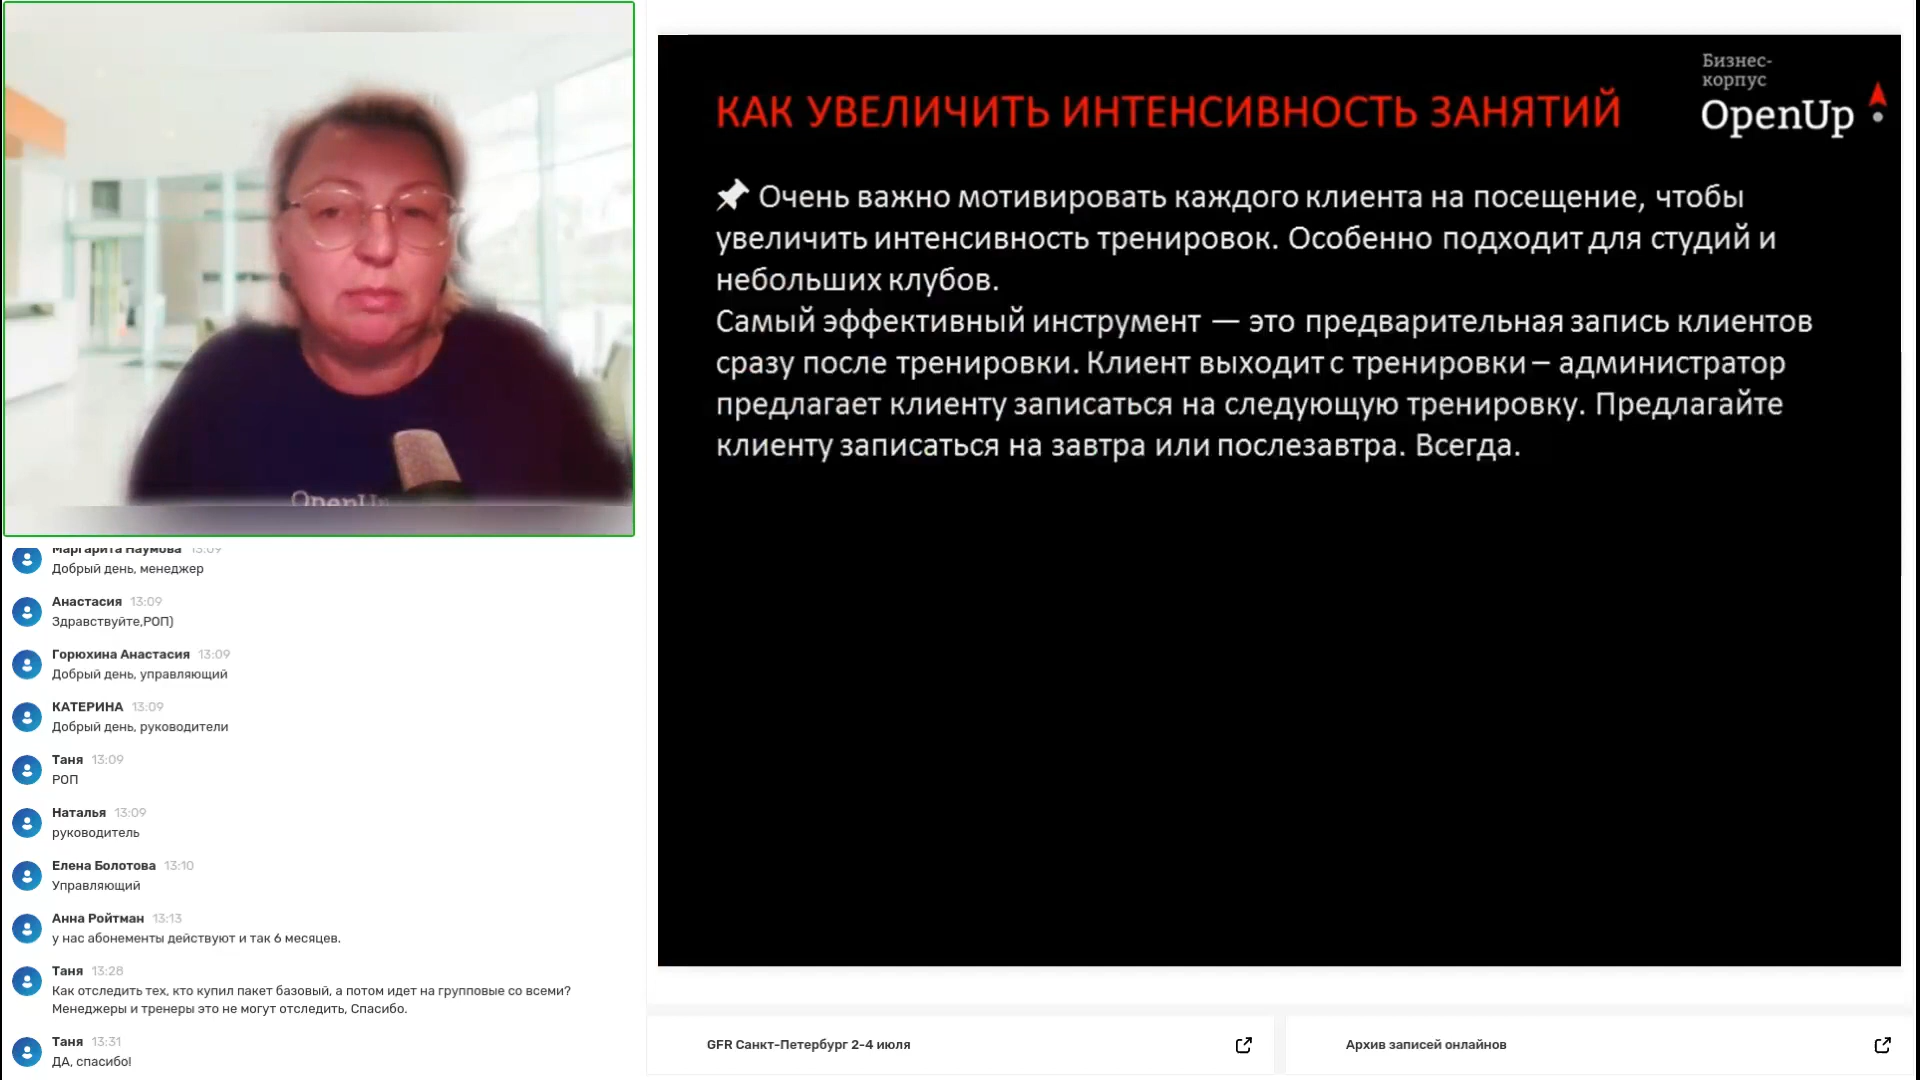 OpenUp
Маргарита Наумова 13:09
Добрый день, менеджер
Анастасия 13:09
Здравствуйте,РОП)
Горюхина Анастасия 13:09
Добрый день, управляющий
КАТЕРИНА 13:09
Добрый день, руководители
Таня 13:09
РОП
Наталья 13:09
руководитель
Елена Болотова 13:10
Управляющий
Анна Ройтман 13:13
у нас абонементы действуют и так 6 месяцев.
Таня 13:28
Как отследить тех, кто купил пакет базовый, а потом идет на групповые со всеми?
Менеджеры и тренеры это не могут отследить, Спасибо.
Таня 13:31
ДА, спасибо!
Бизнес-
корпус
OpenUp
КАК УВЕЛИЧИТЬ ИНТЕНСИВНОСТЬ ЗАНЯТИЙ
Очень важно мотивировать каждого клиента на посещение, чтобы
увеличить интенсивность тренировок. Особенно подходит для студий и
небольших клубов.
Самый эффективный инструмент — это предварительная запись клиентов
сразу после тренировки. Клиент выходит с тренировки – администратор
предлагает клиенту записаться на следующую тренировку. Предлагайте
клиенту записаться на завтра или послезавтра. Всегда.
GFR Санкт-Петербург 2-4 июля
Архив записей онлайнов